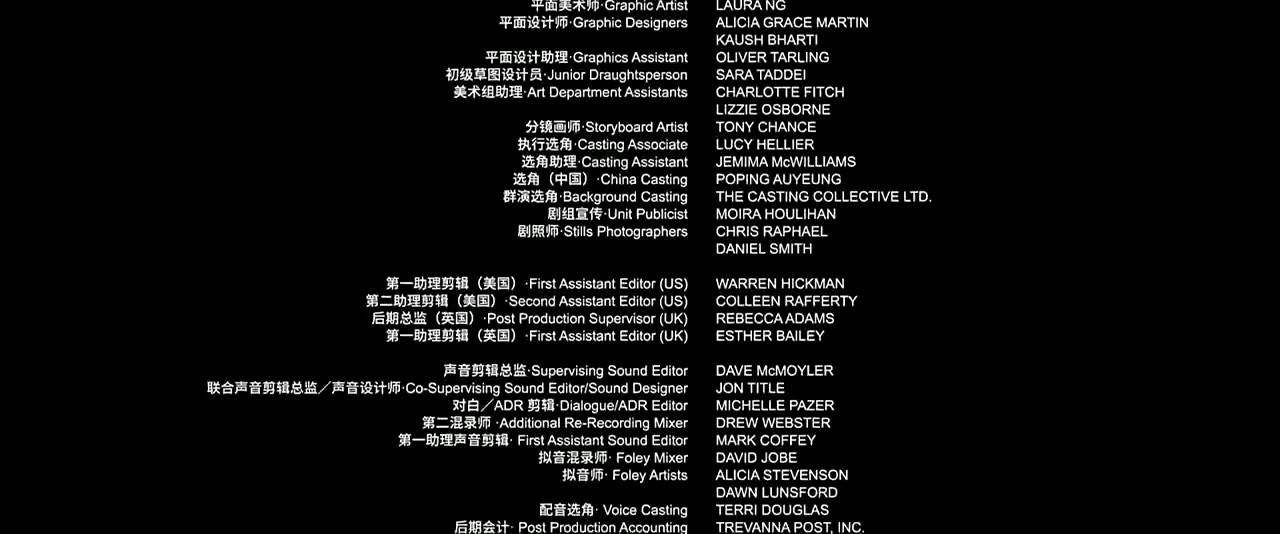 平面美术师·Graphic Artist LAURA NG
平面设计师·Graphic Designers ALICIA GRACE MARTIN
KAUSH BHARTI
平面设计助理·Graphics Assistant OLIVER TARLING
初级草图设计员·Junior Draughtsperson SARA TADDEI
美术组助理·Art Department Assistants CHARLOTTE FITCH
LIZZIE OSBORNE
分镜画师·Storyboard Artist TONY CHANCE
执行选角·Casting Associate LUCY HELLIER
选角助理·Casting Assistant JEMIMA McWILLIAMS
选角（中国）·China Casting POPING AUYEUNG
群演选角·Background Casting THE CASTING COLLECTIVE LTD.
剧组宣传·Unit Publicist MOIRA HOULIHAN
剧照师·Stills Photographers CHRIS RAPHAEL
DANIEL SMITH
第一助理剪辑（美国）·First Assistant Editor (US) WARREN HICKMAN
第二助理剪辑（美国）·Second Assistant Editor (US) COLLEEN RAFFERTY
后期总监（英国）·Post Production Supervisor (UK) REBECCA ADAMS
第一助理剪辑（英国）·First Assistant Editor (UK) ESTHER BAILEY
声音剪辑总监·Supervising Sound Editor DAVE McMOYLER
联合声音剪辑总监／声音设计师·Co-Supervising Sound Editor/Sound Designer JON TITLE
对白／ADR 剪辑·Dialogue/ADR Editor MICHELLE PAZER
第二混录师 ·Additional Re-Recording Mixer DREW WEBSTER
第一助理声音剪辑· First Assistant Sound Editor MARK COFFEY
拟音混录师· Foley Mixer DAVID JOBE
拟音师· Foley Artists ALICIA STEVENSON
DAWN LUNSFORD
配音选角· Voice Casting TERRI DOUGLAS
后期会计· Post Production Accounting TREVANNA POST, INC.